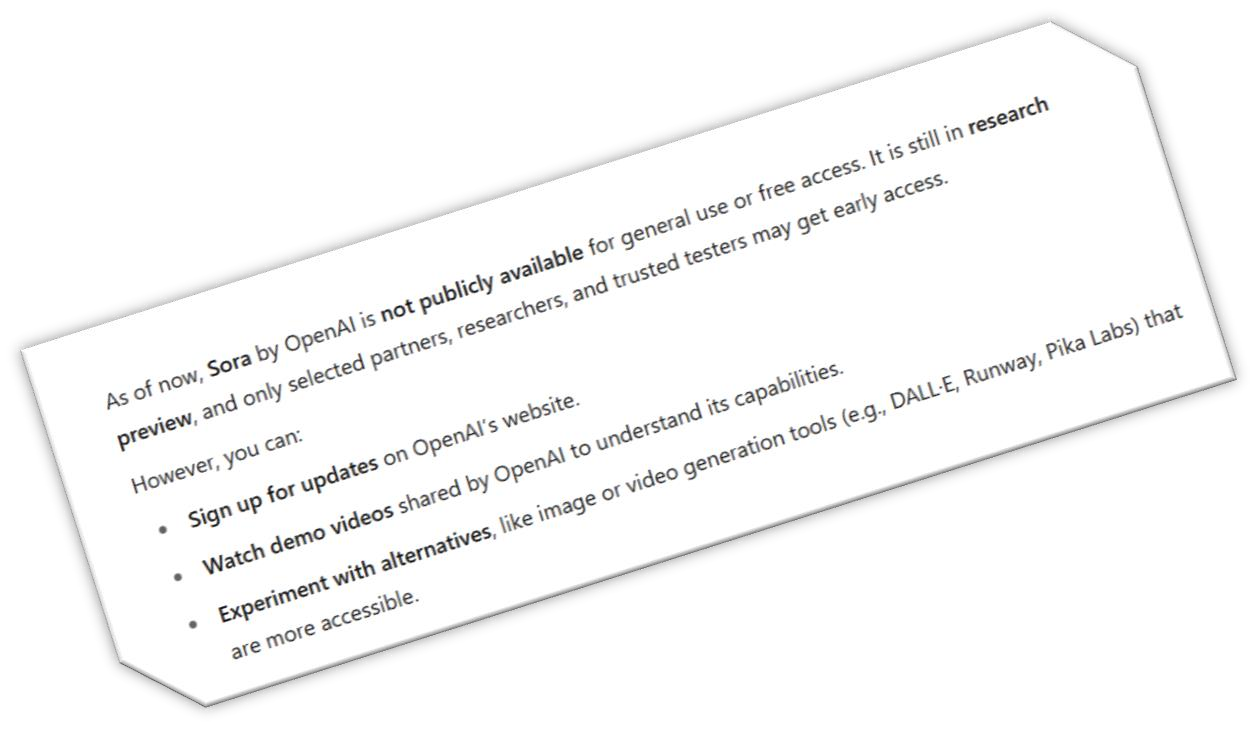 As of now, Sora by OpenAI is not publicly available for general use or free access. It is still in research
preview, and only selected partners, researchers, and trusted testers may get early access.
However, you can:
• Sign up for updates on OpenAI's website.
• Watch demo videos shared by OpenAI to understand its capabilities.
• Experiment with alternatives, like image or video generation tools (e.g., DALL·E, Runway, Pika Labs) that
are more accessible.